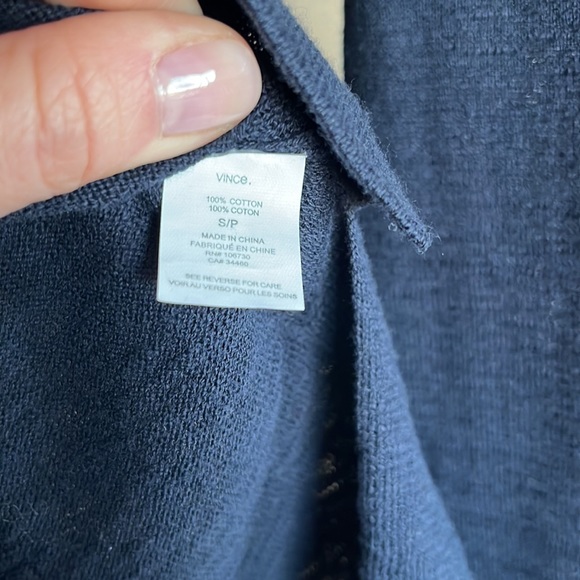 VINCE.
100% COTTON
100% COTON
S/P
MADE IN CHINA
FABRIQUÉ EN CHINE
RN# 106730
CA# 34466
SEE REVERSE FOR CARE
VOIR AU VERSO POUR LES SOINS